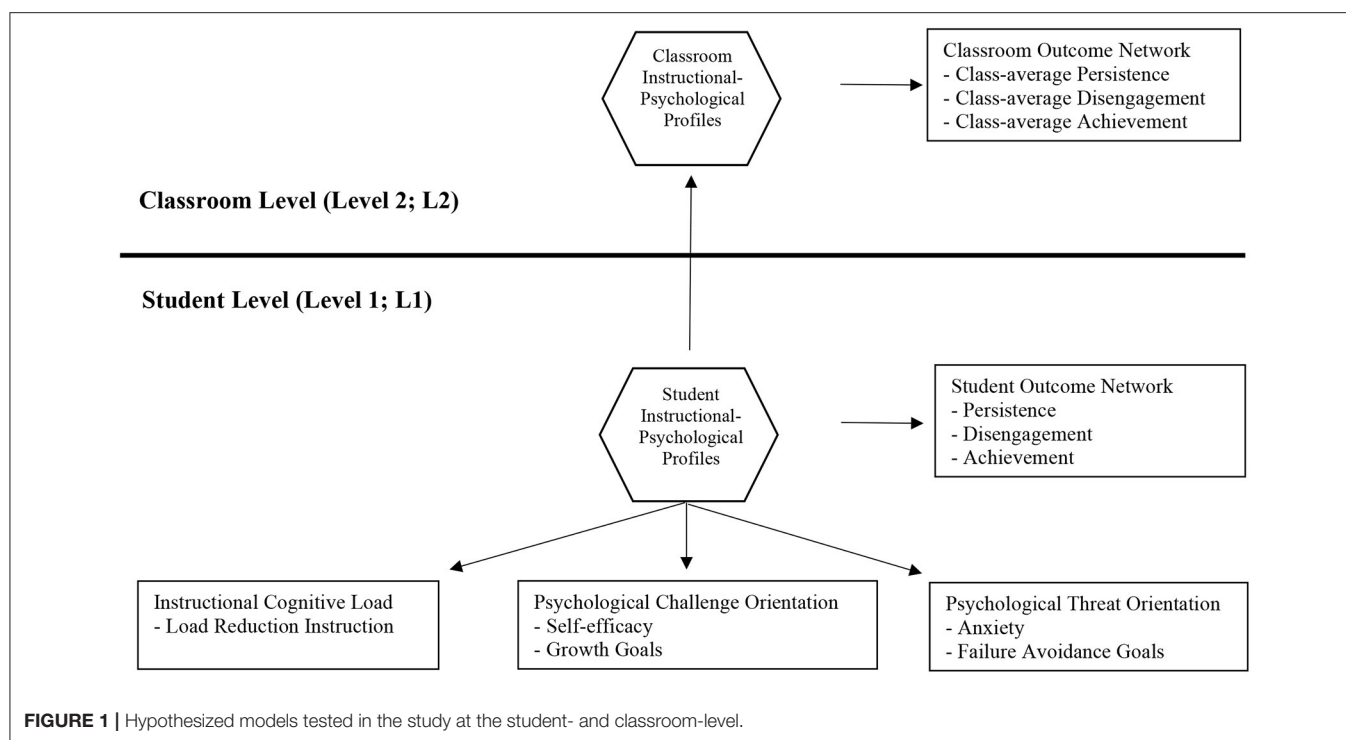 Classroom
Instructional-
Psychological
Profiles
Classroom Outcome Network
- Class-average Persistence
- Class-average Disengagement
- Class-average Achievement
Classroom Level (Level 2; L2)
Student Level (Level 1; L1)
Student
Instructional-
Psychological
Profiles
Student Outcome Network
- Persistence
- Disengagement
- Achievement
Instructional Cognitive Load
- Load Reduction Instruction
Psychological Challenge Orientation
- Self-efficacy
- Growth Goals
Psychological Threat Orientation
- Anxiety
- Failure Avoidance Goals
FIGURE 1 | Hypothesized models tested in the study at the student- and classroom-level.